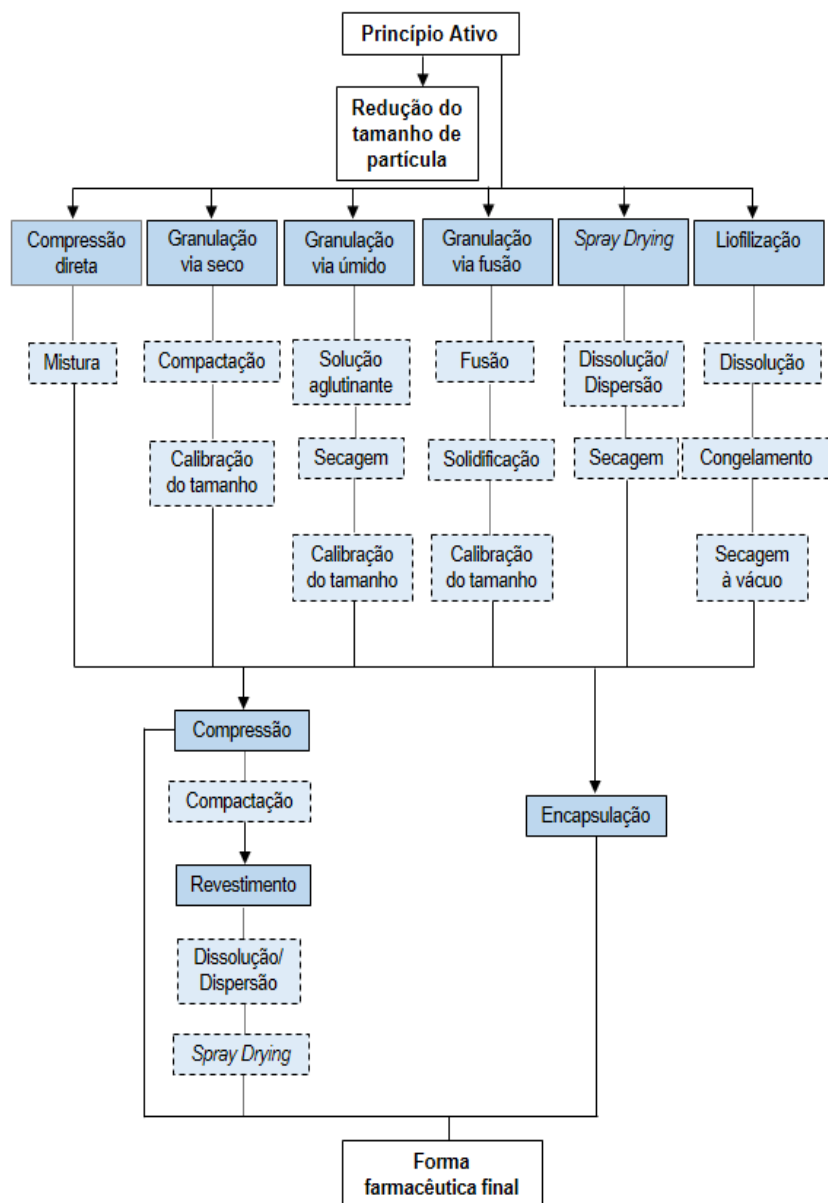 Princípio Ativo
Redução do
tamanho de
partícula
Compressão
direta
Granulação
via seco
Granulação
via úmido
Granulação
via fusão
Spray Drying
Liofilização
Mistura
Compactação
Solução
aglutinante
Fusão
Dissolução/
Dispersão
Dissolução
Calibração
do tamanho
Secagem
Solidificação
Secagem
Congelamento
Calibração
do tamanho
Calibração
do tamanho
Secagem
à vácuo
Compressão
Compactação
Encapsulação
Revestimento
Dissolução/
Dispersão
Spray Drying
Forma
farmacêutica final